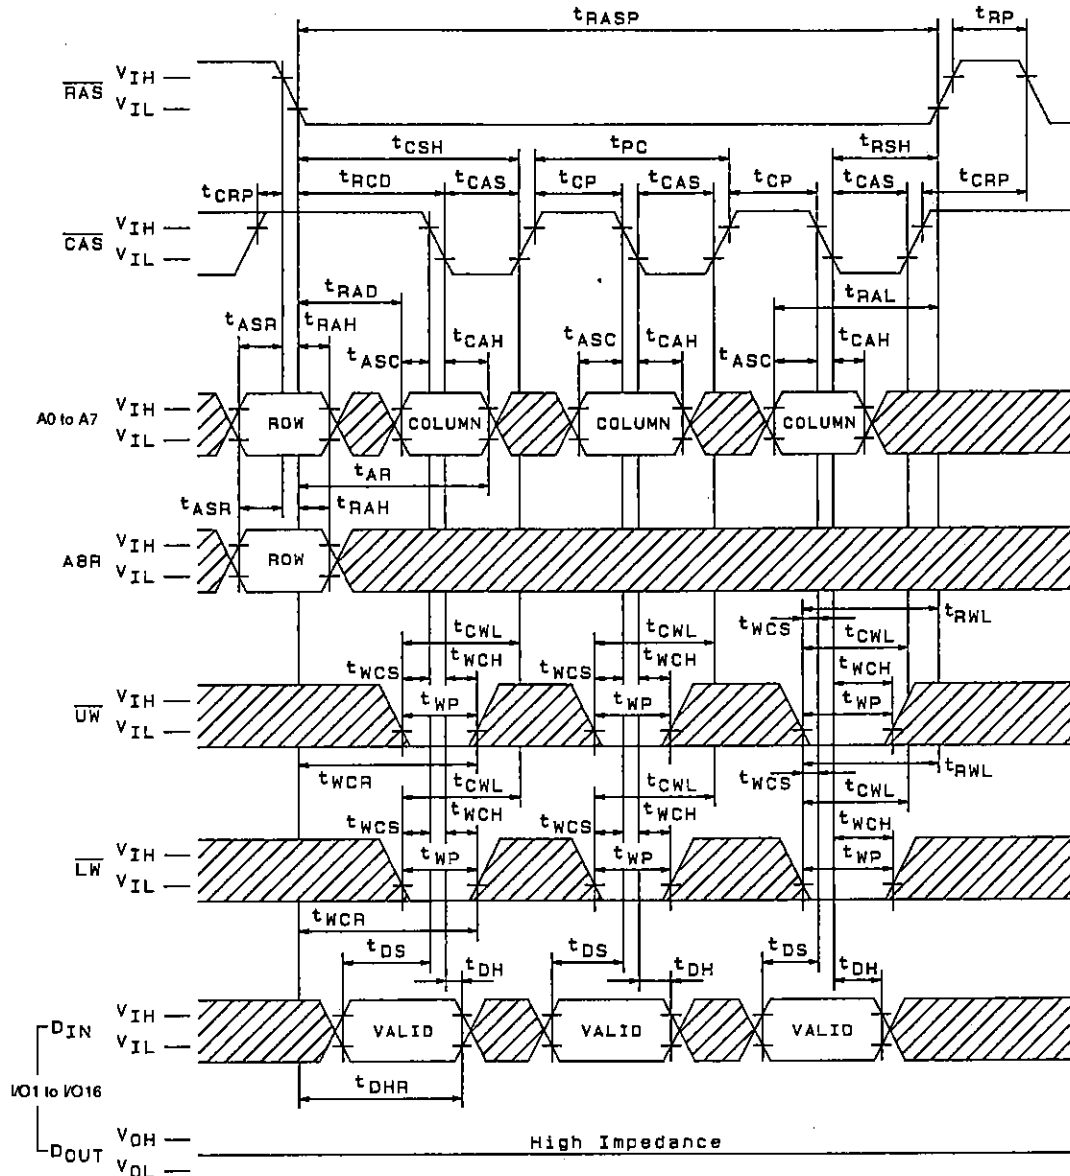 tRASP tRP
RAS VIH
VIL
tCSH tPC tRSH
tCRP tRCD tCAS tCP tCAS tCP tCAS tCRP
CAS VIH
VIL
tRAD tRAL
tASR tRAH tCAH tASC tCAH tCAH
tASC tASC
A0 to A7 VIH
VIL
ROW COLUMN COLUMN COLUMN
tAR
tASR tRAH
A8R VIH
VIL
ROW
tRWL
tCWL tCWL tWCS tCWL
tWCS tWCH tWCS tWCH tWCH
tWP tWP tWP
UW VIH
VIL
tWCR tCWL tCWL tWCS tRWL
tCWL
tWCS tWCH tWCS tWCH tWCH
tWP tWP tWP
LW VIH
VIL
tWCR
tDS tDS tDS
tDH tDH tDH
DIN VIH
VIL
VALID VALID VALID
I/O1 to I/O16
tDHR
DOUT VOH
VOL
High Impedance